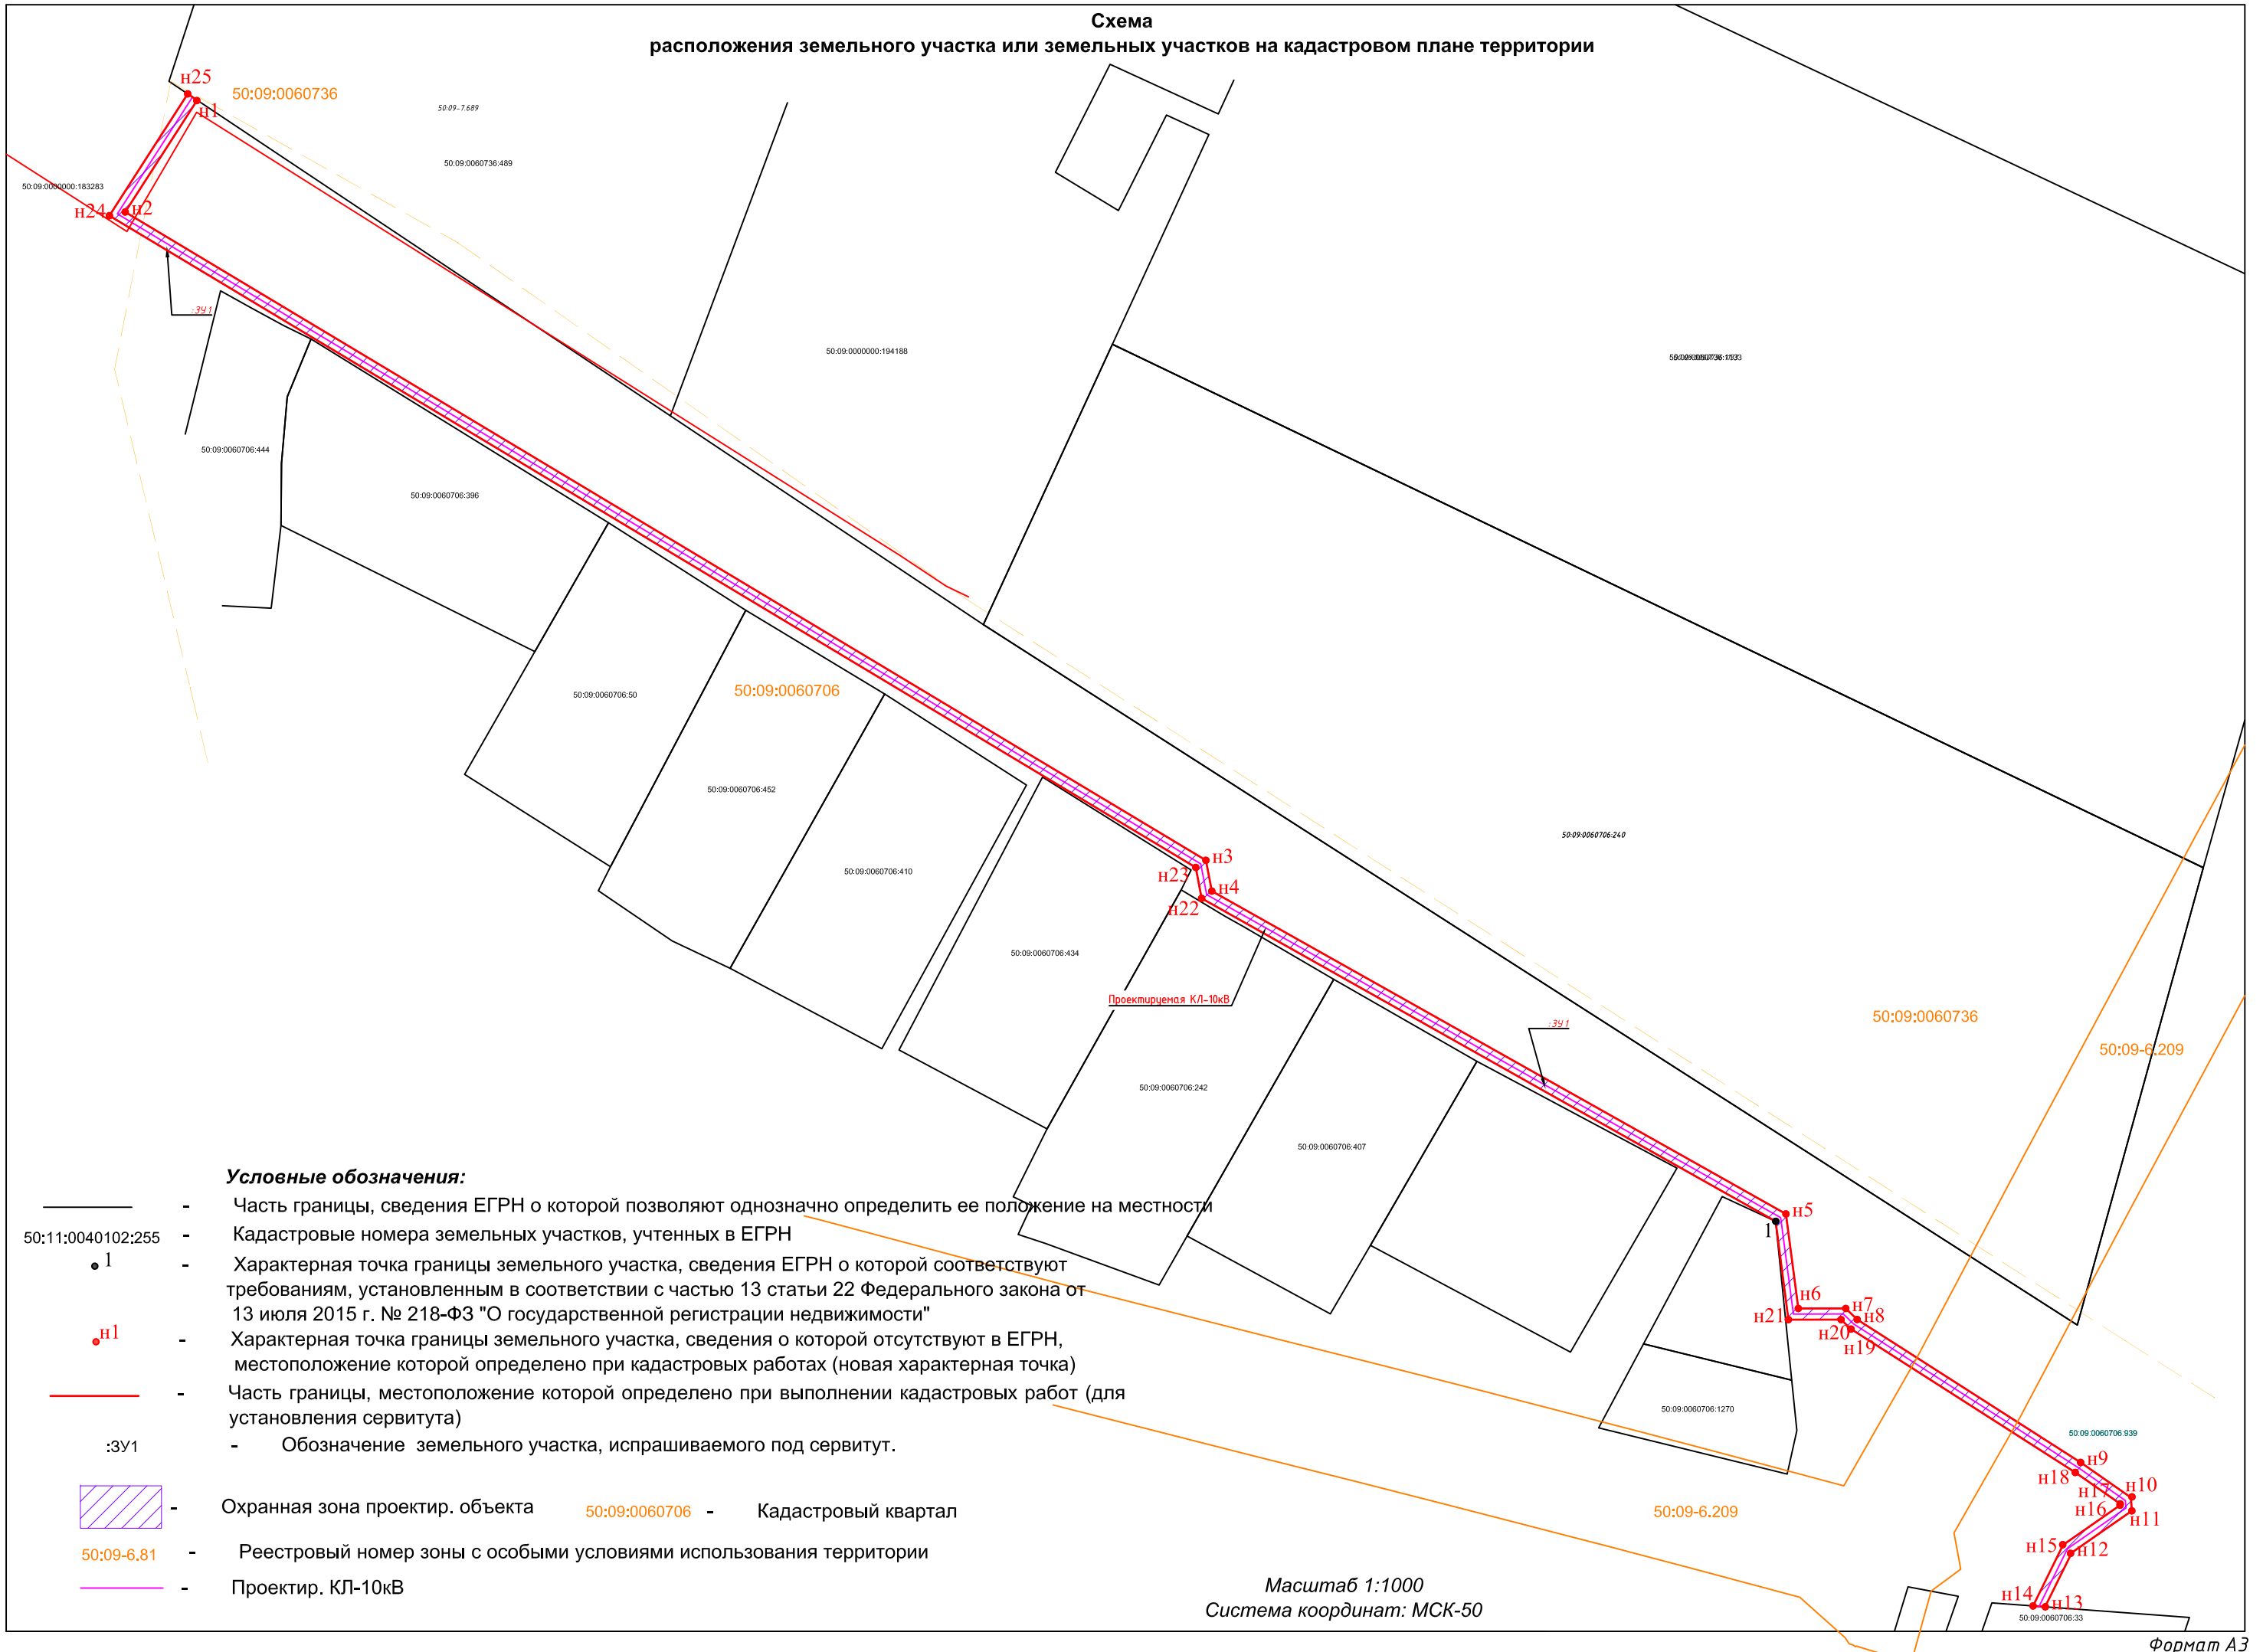 Схема
расположения земельного участка или земельных участков на кадастровом плане территории
н25
50:09:0060736
50:09-7.689
н1
50:09:0060736:489
50:09:0000000:183283
н24
н2
:ЗУ1
50:09:0000000:194188
50:09:0060706:444
50:09:0060706:396
50:09:0060706:50
50:09:0060706
50:09:0060706:452
50:09:0060706:240
н3
н23
50:09:0060706:410
н4
н22
50:09:0060706:434
Проектируемая КЛ-10кВ
50:09:0060736
:ЗУ1
50:09-6.209
50:09:0060706:242
50:09:0060706:407
н5
1
н6
н7
н21
н8
н20
н19
50:09:0060706:1270
50:09:0060706:939
н9
н18
н10
н17
н16
н11
50:09-6.209
н15
н12
н14
н13
50:09:0060706:33
Условные обозначения:
- Часть границы, сведения ЕГРН о которой позволяют однозначно определить ее положение на местности
50:11:0040102:255 - Кадастровые номера земельных участков, учтенных в ЕГРН
1 - Характерная точка границы земельного участка, сведения ЕГРН о которой соответствуют
требованиям, установленным в соответствии с частью 13 статьи 22 Федерального закона от
13 июля 2015 г. № 218-ФЗ "О государственной регистрации недвижимости"
н1 - Характерная точка границы земельного участка, сведения о которой отсутствуют в ЕГРН,
местоположение которой определено при кадастровых работах (новая характерная точка)
- Часть границы, местоположение которой определено при выполнении кадастровых работ (для
установления сервитута)
:ЗУ1 - Обозначение земельного участка, испрашиваемого под сервитут.
- Охранная зона проектир. объекта
50:09:0060706 - Кадастровый квартал
50:09-6.81 - Реестровый номер зоны с особыми условиями использования территории
- Проектир. КЛ-10кВ
Масштаб 1:1000
Система координат: МСК-50
Формат А3